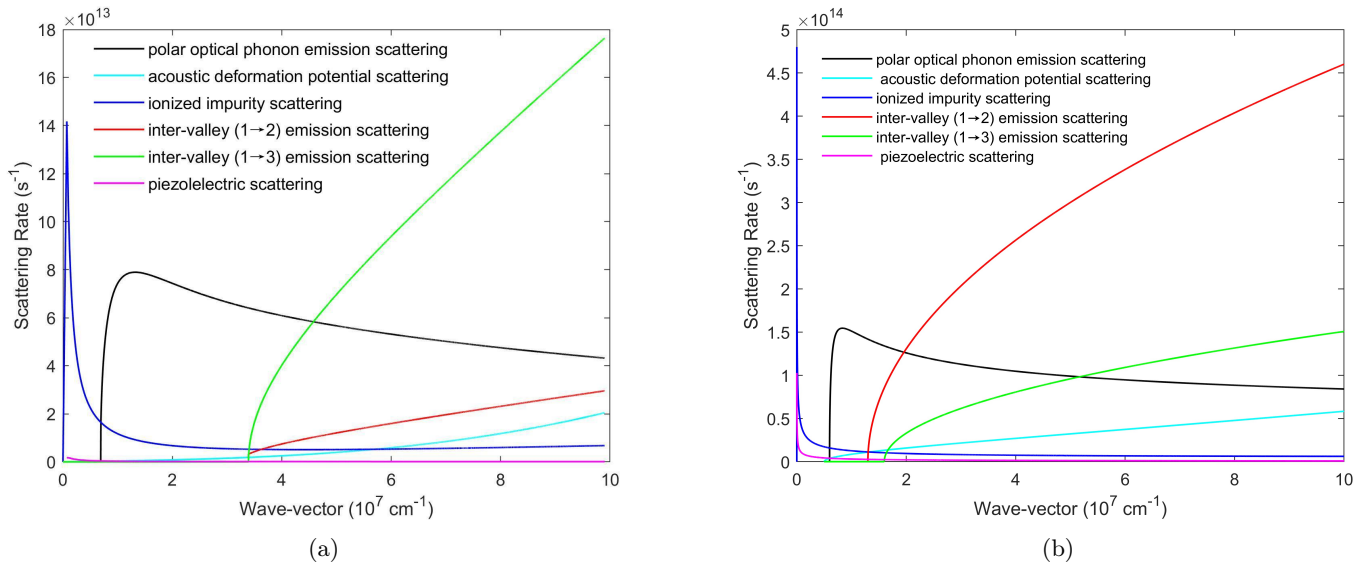 ×10^13
18
16
14
12
10
8
6
4
2
0
Scattering Rate (s^-1)
polar optical phonon emission scattering
acoustic deformation potential scattering
ionized impurity scattering
inter-valley (1→2) emission scattering
inter-valley (1→3) emission scattering
piezolelectric scattering
0 2 4 6 8 10
Wave-vector (10^7 cm^-1)
(a)
×10^14
5
4.5
4
3.5
3
2.5
2
1.5
1
0.5
0
Scattering Rate (s^-1)
polar optical phonon emission scattering
acoustic deformation potential scattering
ionized impurity scattering
inter-valley (1→2) emission scattering
inter-valley (1→3) emission scattering
piezoelectric scattering
0 2 4 6 8 10
Wave-vector (10^7 cm^-1)
(b)